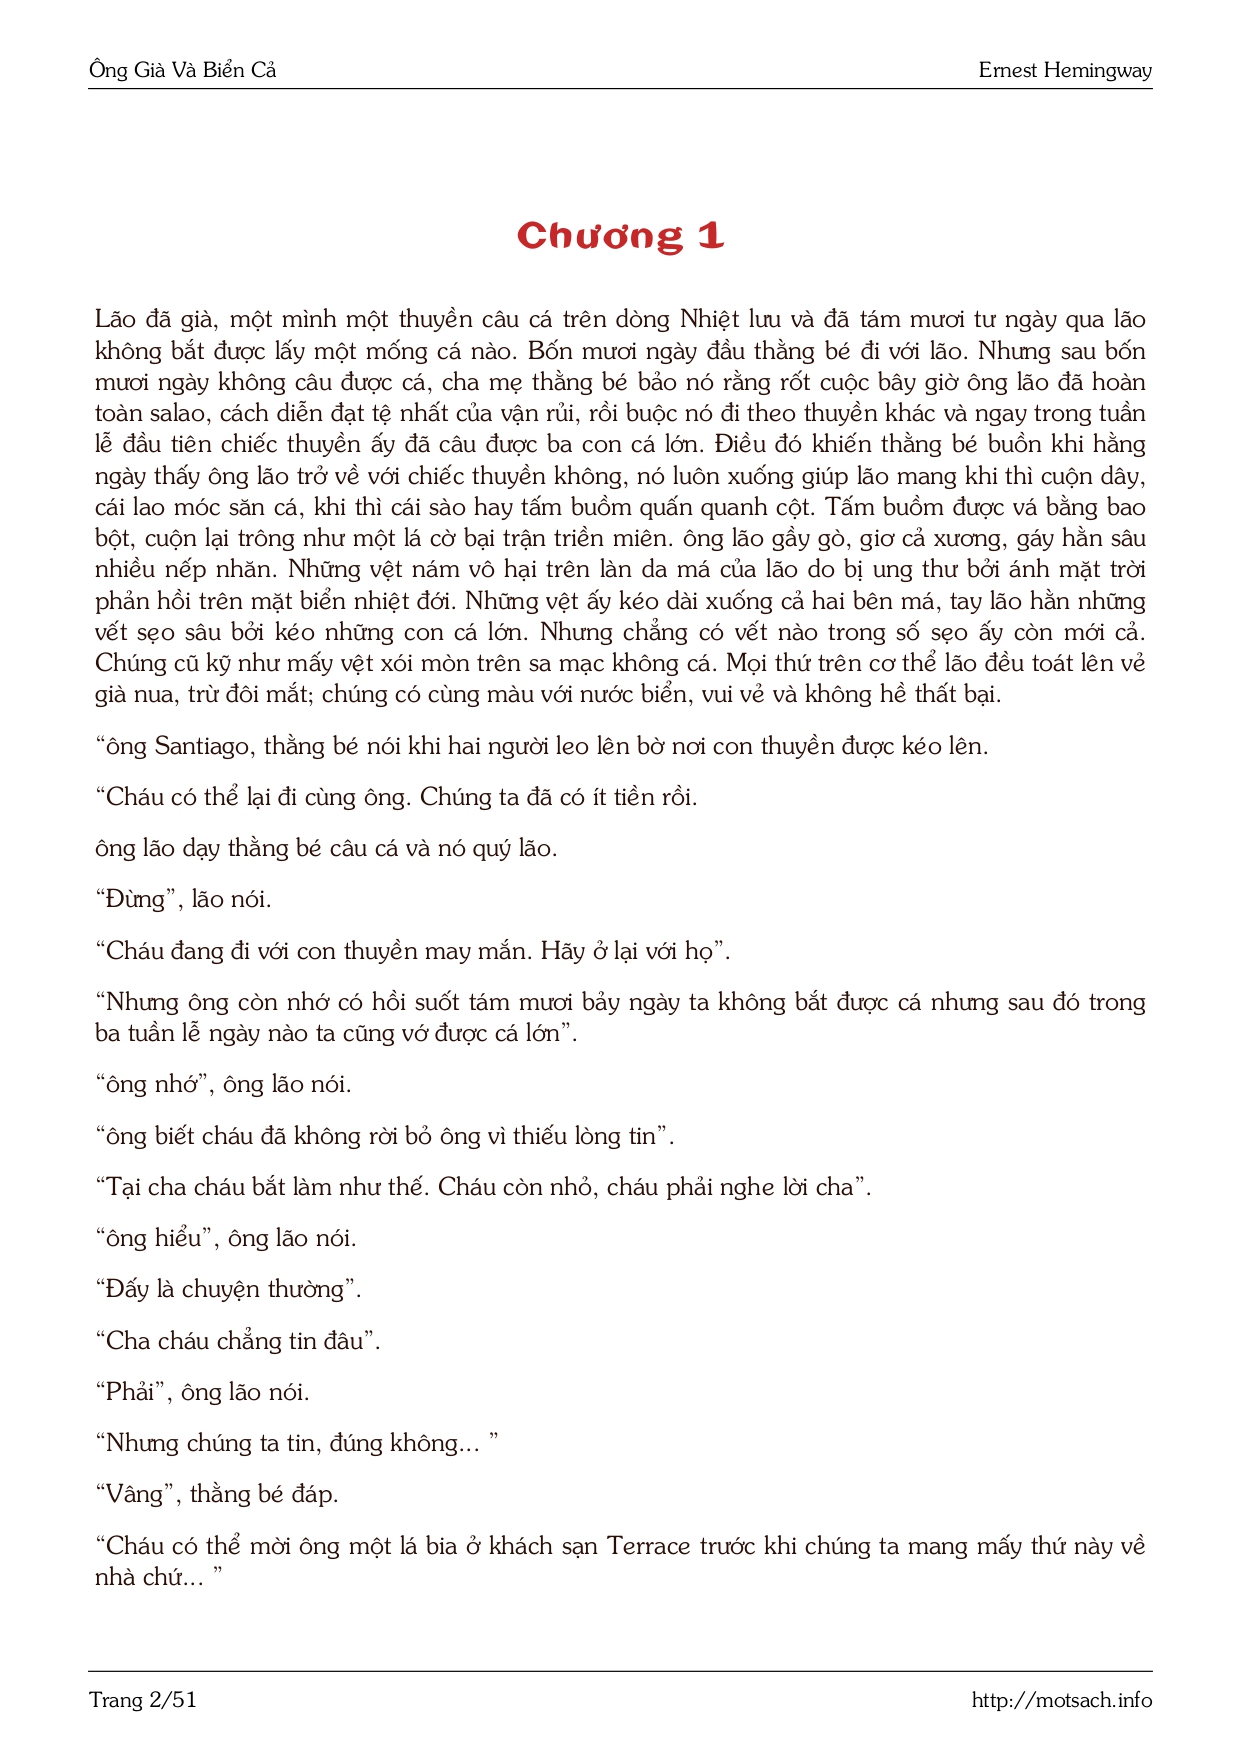 Ông Già Và Biển Cả
Ernest Hemingway
Chương 1
Lão đã già, một mình một thuyền câu cá trên dòng Nhiệt lưu và đã tám mươi tư ngày qua lão
không bắt được lấy một mống cá nào. Bốn mươi ngày đầu thằng bé đi với lão. Nhưng sau bốn
mươi ngày không câu được cá, cha mẹ thằng bé bảo nó rằng rốt cuộc bây giờ ông lão đã hoàn
toàn salao, cách diễn đạt tệ nhất của vận rủi, rồi buộc nó đi theo thuyền khác và ngay trong tuần
lễ đầu tiên chiếc thuyền ấy đã câu được ba con cá lớn. Điều đó khiến thằng bé buồn khi hằng
ngày thấy ông lão trở về với chiếc thuyền không, nó luôn xuống giúp lão mang khi thì cuộn dây,
cái lao móc săn cá, khi thì cái sào hay tấm buồm quấn quanh cột. Tấm buồm được vá bằng bao
bột, cuộn lại trông như một lá cờ bại trận triền miên. ông lão gầy gò, giơ cả xương, gáy hằn sâu
nhiều nếp nhăn. Những vệt nám vô hại trên làn da má của lão do bị ung thư bởi ánh mặt trời
phản hồi trên mặt biển nhiệt đới. Những vệt ấy kéo dài xuống cả hai bên má, tay lão hằn những
vết sẹo sâu bởi kéo những con cá lớn. Nhưng chẳng có vết nào trong số sẹo ấy còn mới cả.
Chúng cũ kỹ như mấy vệt xói mòn trên sa mạc không cá. Mọi thứ trên cơ thể lão đều toát lên vẻ
già nua, trừ đôi mắt; chúng có cùng màu với nước biển, vui vẻ và không hề thất bại.
“ông Santiago, thằng bé nói khi hai người leo lên bờ nơi con thuyền được kéo lên.
“Cháu có thể lại đi cùng ông. Chúng ta đã có ít tiền rồi.
ông lão dạy thằng bé câu cá và nó quý lão.
“Đừng”, lão nói.
“Cháu đang đi với con thuyền may mắn. Hãy ở lại với họ”.
“Nhưng ông còn nhớ có hồi suốt tám mươi bảy ngày ta không bắt được cá nhưng sau đó trong
ba tuần lễ ngày nào ta cũng vớ được cá lớn”.
“ông nhớ”, ông lão nói.
“ông biết cháu đã không rời bỏ ông vì thiếu lòng tin”.
“Tại cha cháu bắt làm như thế. Cháu còn nhỏ, cháu phải nghe lời cha”.
“ông hiểu”, ông lão nói.
“Đấy là chuyện thường”.
“Cha cháu chẳng tin đâu”.
“Phải”, ông lão nói.
“Nhưng chúng ta tin, đúng không... ”
“Vâng”, thằng bé đáp.
“Cháu có thể mời ông một lá bia ở khách sạn Terrace trước khi chúng ta mang mấy thứ này về
nhà chứ... ”
Trang 2/51
http://motsach.info